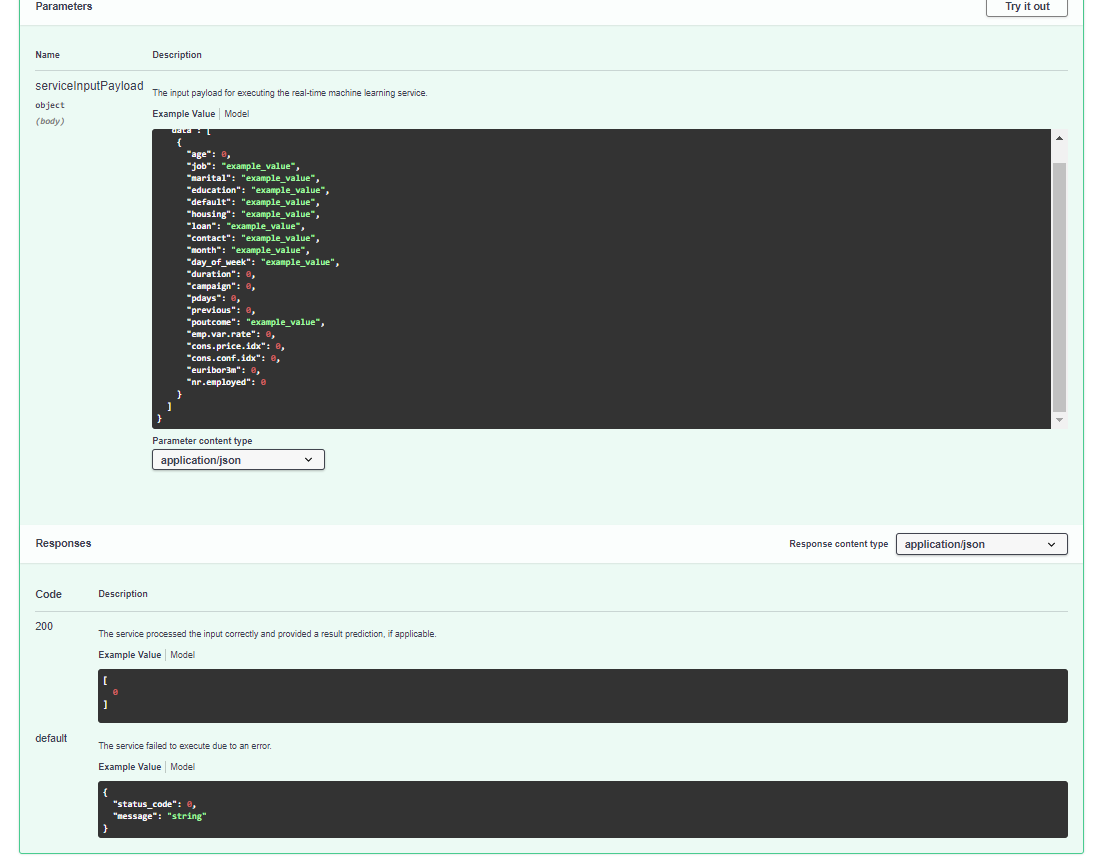 Parameters
Try it out
Name Description
serviceInputPayload
object
(body)
The input payload for executing the real-time machine learning service.
Example Value | Model
"data": [
{
"age": 0,
"job": "example_value",
"marital": "example_value",
"education": "example_value",
"default": "example_value",
"housing": "example_value",
"loan": "example_value",
"contact": "example_value",
"month": "example_value",
"day_of_week": "example_value",
"duration": 0,
"campaign": 0,
"pdays": 0,
"previous": 0,
"poutcome": "example_value",
"emp.var.rate": 0,
"cons.price.idx": 0,
"cons.conf.idx": 0,
"euribor3m": 0,
"nr.employed": 0
}
]
}
Parameter content type
application/json
Responses
Response content type application/json
Code Description
200
The service processed the input correctly and provided a result prediction, if applicable.
Example Value | Model
[
0
]
default
The service failed to execute due to an error.
Example Value | Model
{
"status_code": 0,
"message": "string"
}